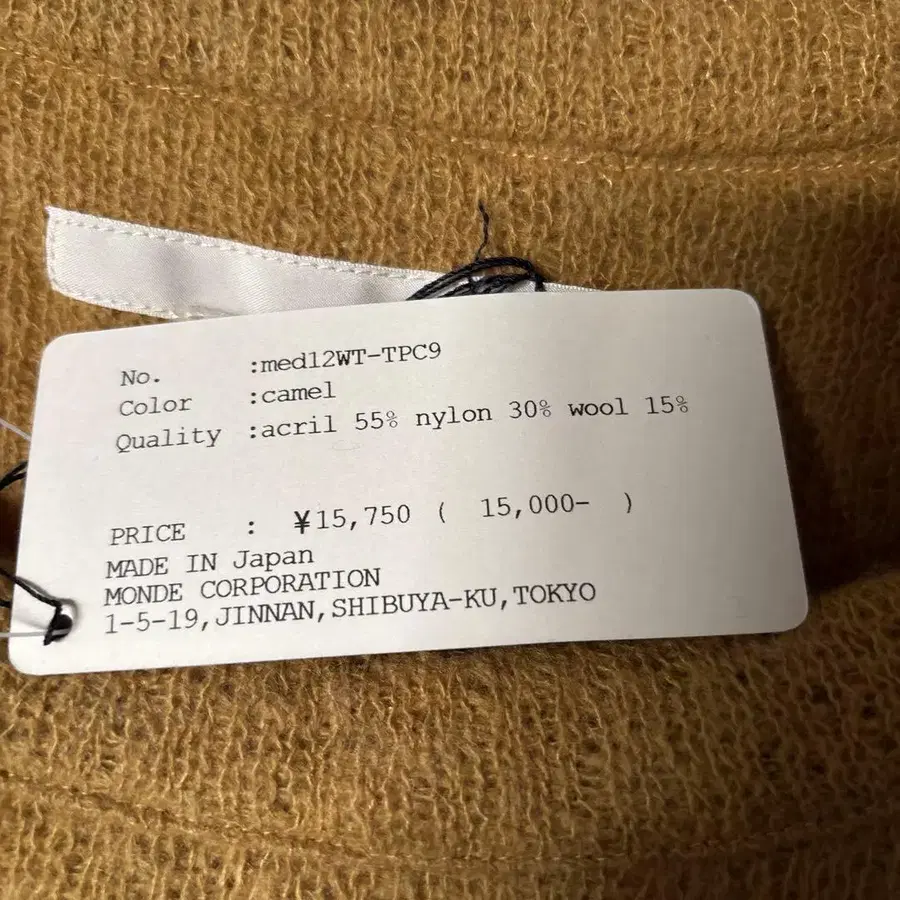 No. :med12WT-TPC9
Color :camel
Quality :acril 55% nylon 30% wool 15%
PRICE : ¥15,750 ( 15,000- )
MADE IN Japan
MONDE CORPORATION
1-5-19,JINNAN,SHIBUYA-KU,TOKYO